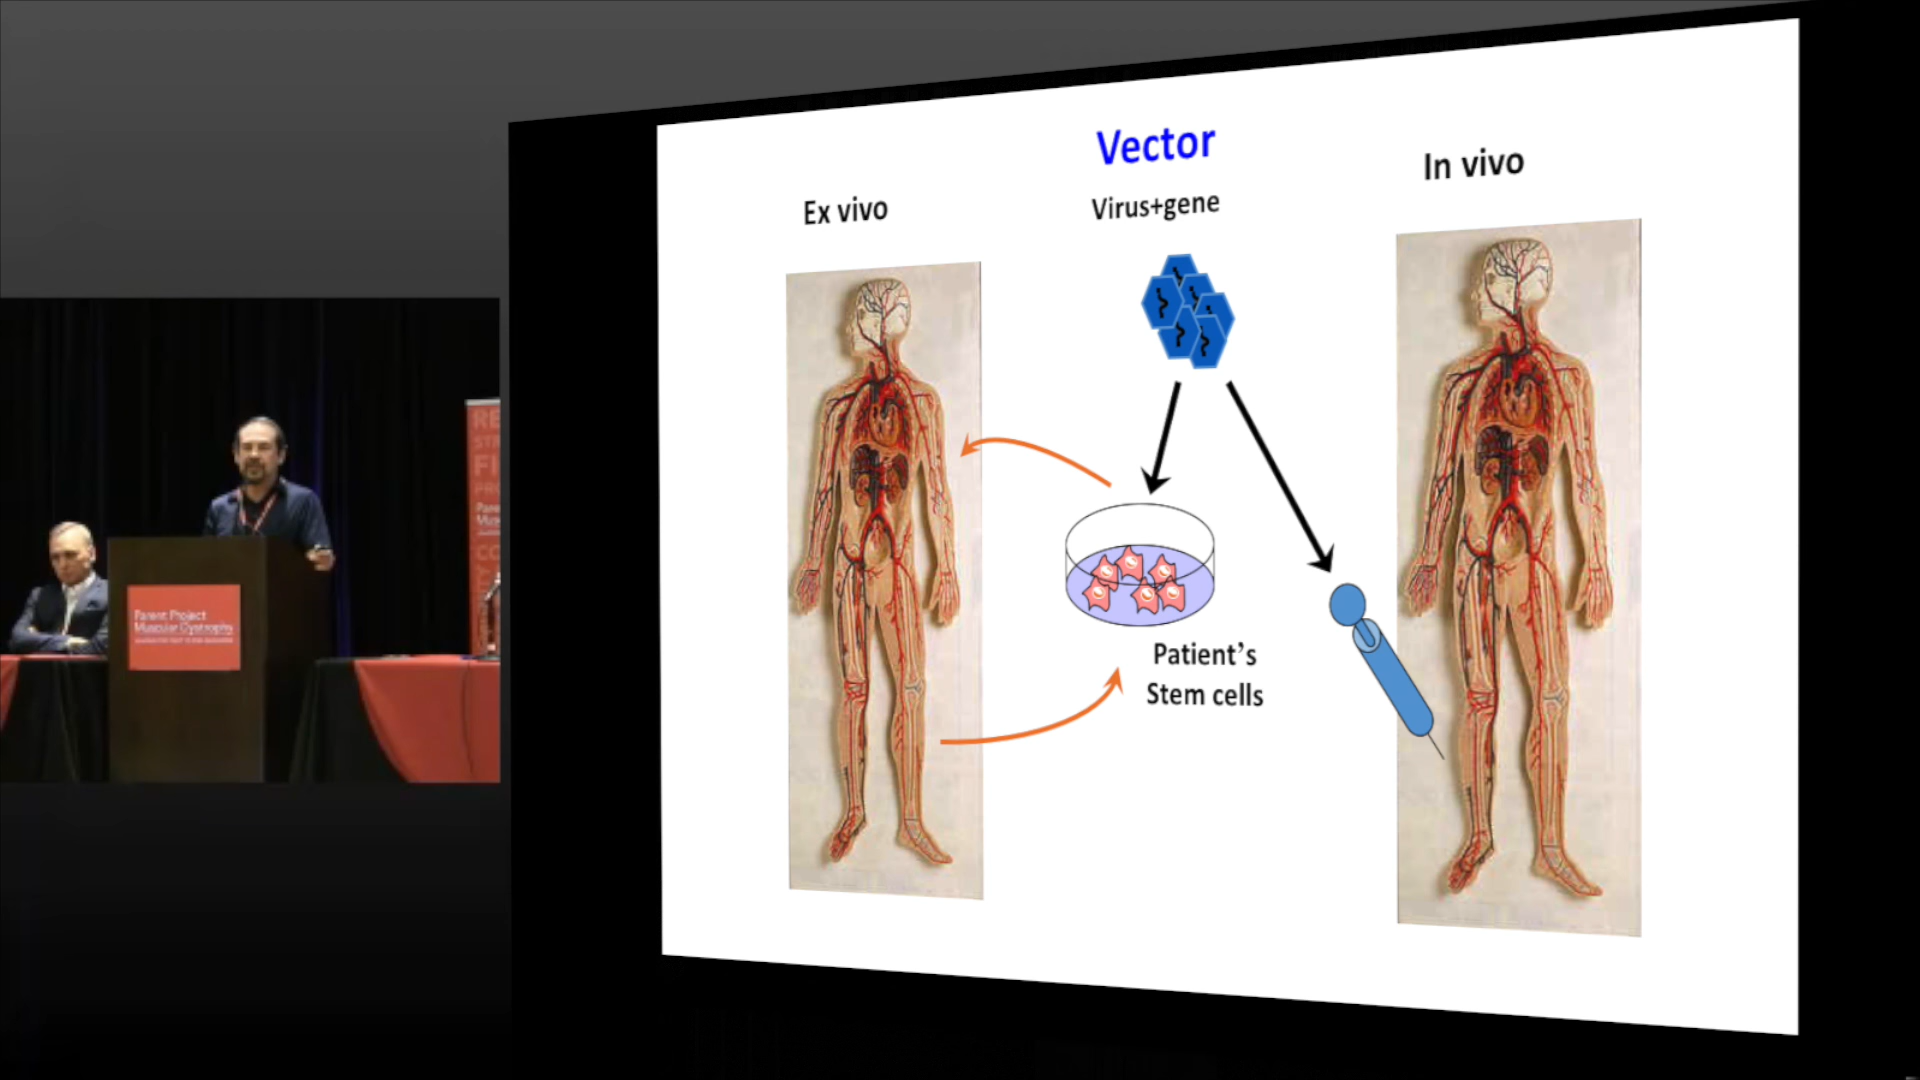 Vector
In vivo
Ex vivo
Virus+gene
Patient's
Stem cells
Parent Project
Muscular Dystrophy